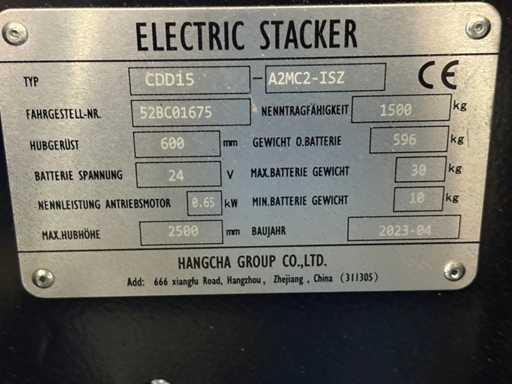 ELECTRIC STACKER
TYP CDD15 - A2MC2-ISZ CE
FAHRGESTELL-NR. 52BC01675 NENNTRAGFÄHIGKEIT 1500 kg
HUBGERÜST 600 mm GEWICHT O.BATTERIE 596 kg
BATTERIE SPANNUNG 24 V MAX.BATTERIE GEWICHT 30 kg
NENNLEISTUNG ANTRIEBSMOTOR 0.65 kW MIN.BATTERIE GEWICHT 10 kg
MAX.HUBHÖHE 2500 mm BAUJAHR 2023-04
HANGCHA GROUP CO.,LTD.
Add: 666 xiangfu Road, Hangzhou, Zhejiang, China (311305)